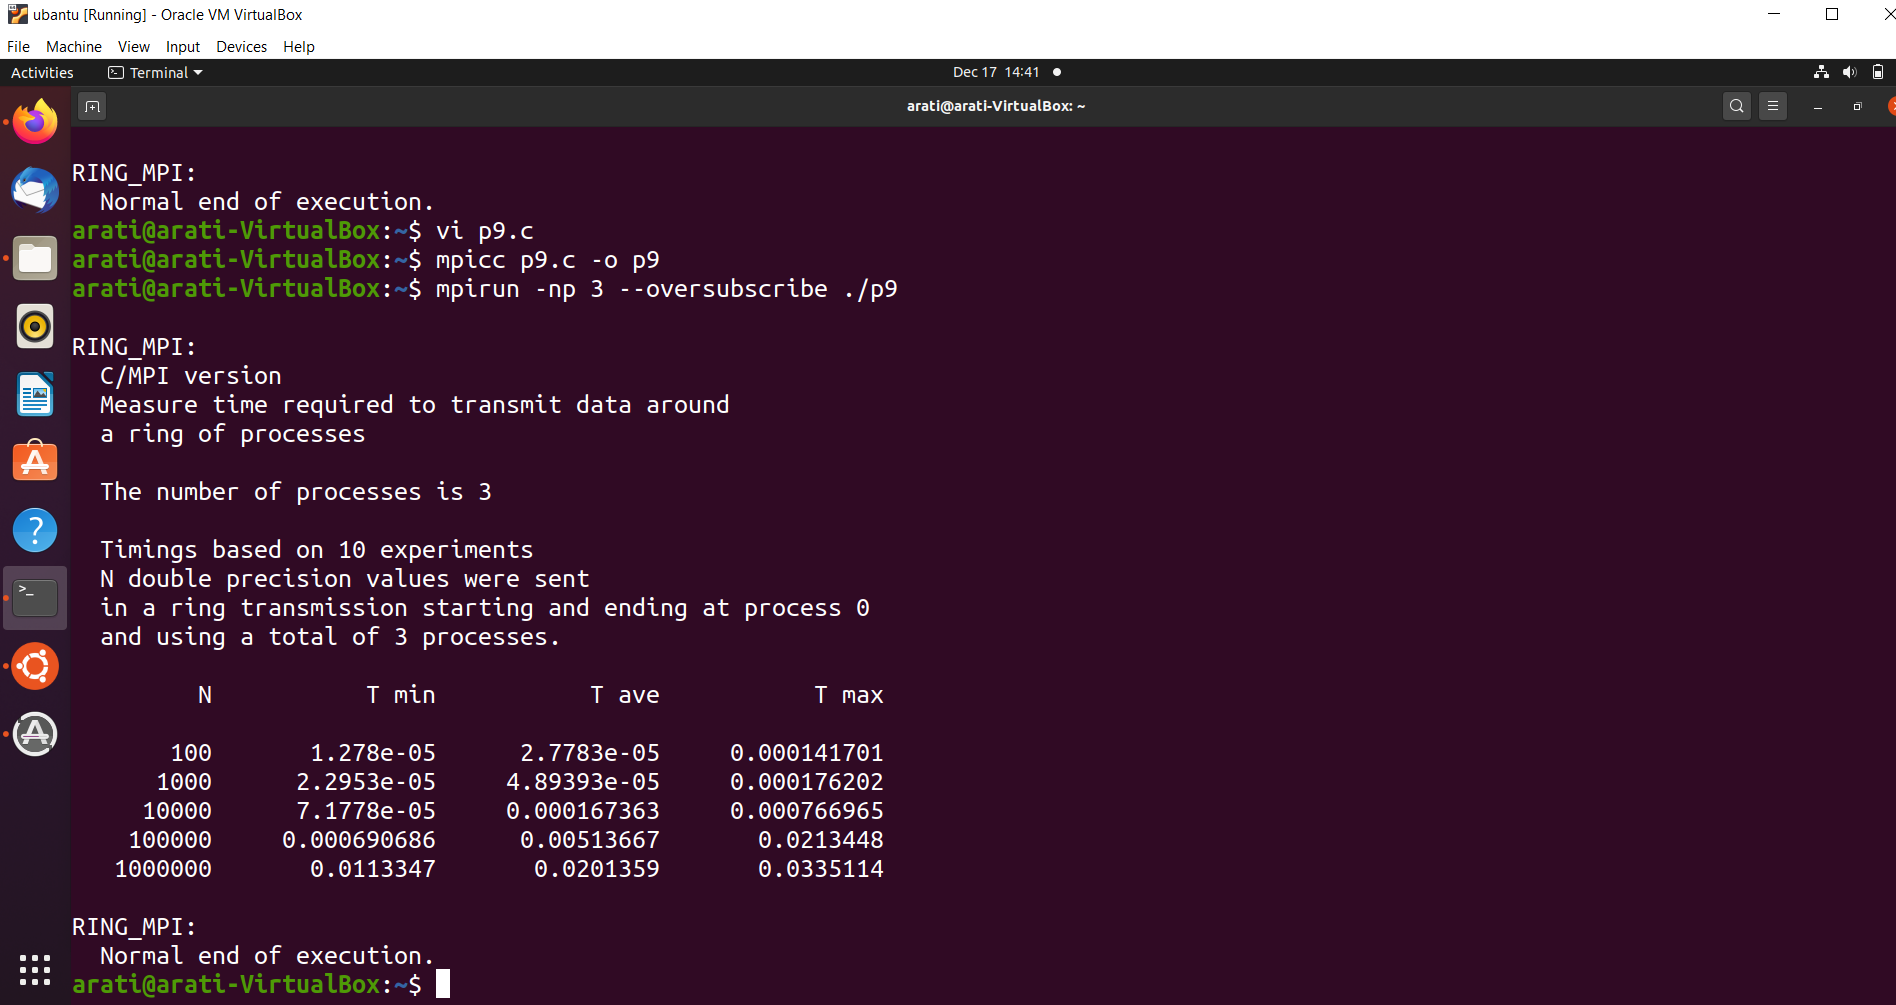 ubantu [Running] - Oracle VM VirtualBox
File Machine View Input Devices Help
Activities Terminal Dec 17 14:41
arati@arati-VirtualBox: ~
RING_MPI:
  Normal end of execution.
arati@arati-VirtualBox:~$ vi p9.c
arati@arati-VirtualBox:~$ mpicc p9.c -o p9
arati@arati-VirtualBox:~$ mpirun -np 3 --oversubscribe ./p9
RING_MPI:
  C/MPI version
  Measure time required to transmit data around
  a ring of processes
  The number of processes is 3
  Timings based on 10 experiments
  N double precision values were sent
  in a ring transmission starting and ending at process 0
  and using a total of 3 processes.
         N           T min           T ave           T max
       100       1.278e-05      2.7783e-05     0.000141701
      1000      2.2953e-05     4.89393e-05     0.000176202
     10000      7.1778e-05     0.000167363     0.000766965
    100000     0.000690686      0.00513667       0.0213448
   1000000       0.0113347       0.0201359       0.0335114
RING_MPI:
  Normal end of execution.
arati@arati-VirtualBox:~$